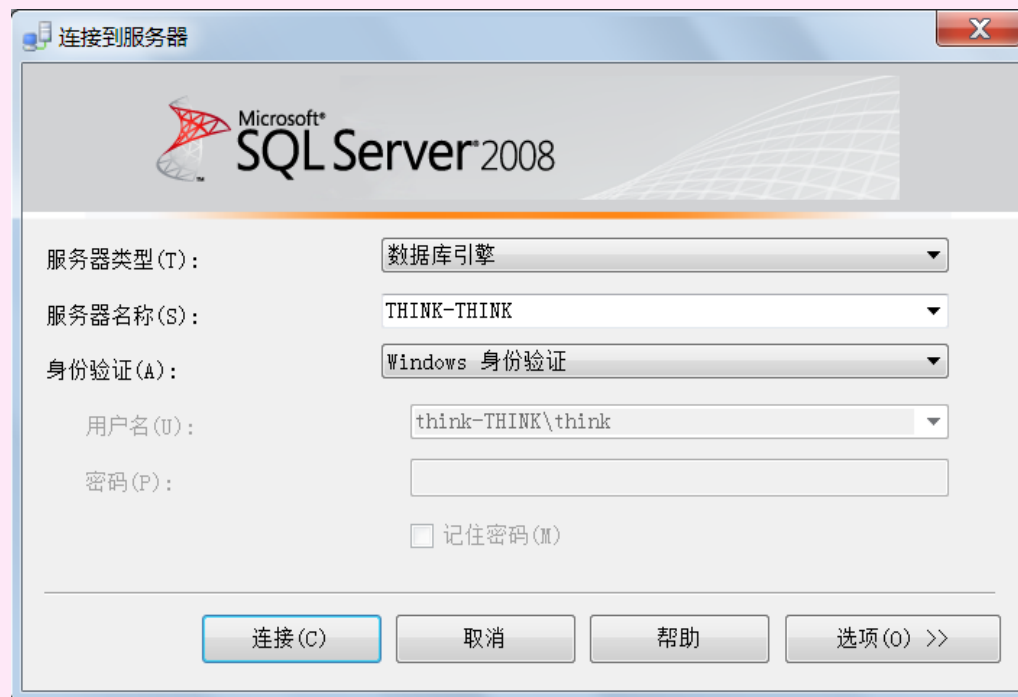 连接到服务器
Microsoft®
SQL Server® 2008
™
服务器类型(T):
数据库引擎
服务器名称(S):
THINK-THINK
身份验证(A):
Windows 身份验证
用户名(U):
think-THINK\think
密码(P):
记住密码(M)
连接(C) 取消 帮助 选项(O) >>